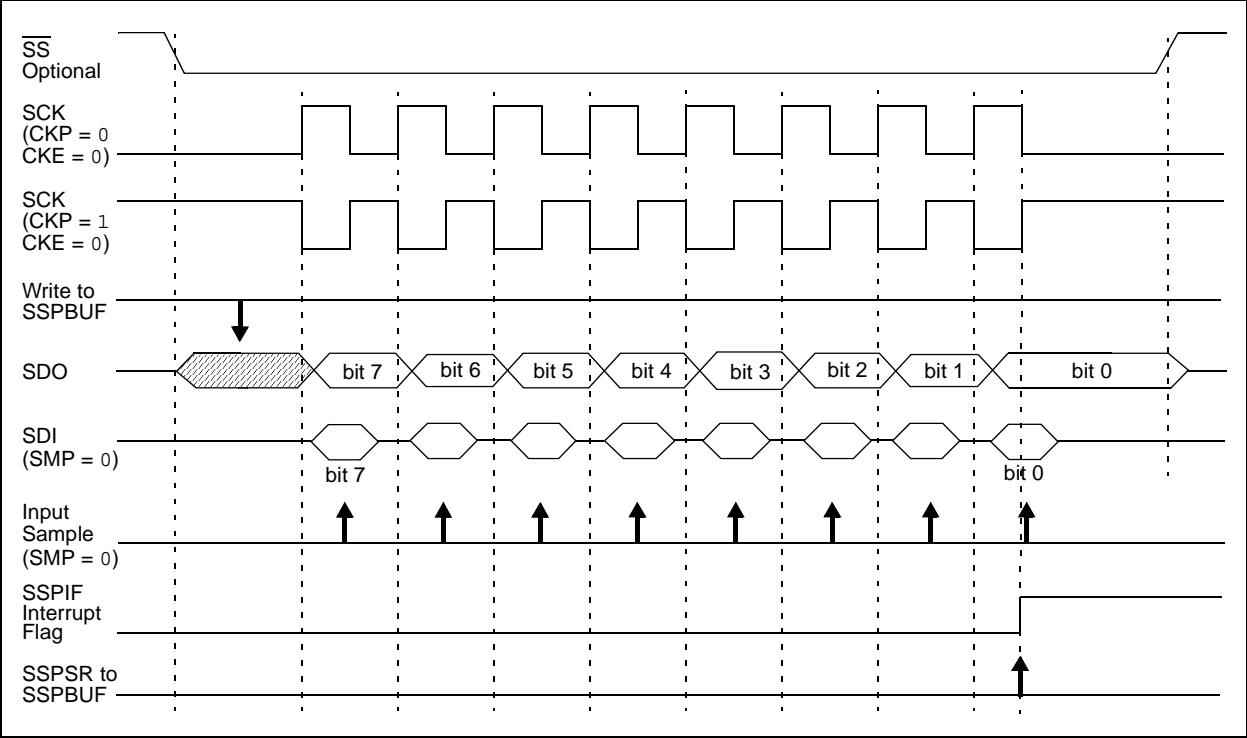 SS
Optional
SCK
(CKP = 0
CKE = 0)
SCK
(CKP = 1
CKE = 0)
Write to
SSPBUF
SDO
bit 7 bit 6 bit 5 bit 4 bit 3 bit 2 bit 1 bit 0
SDI
(SMP = 0)
bit 7 bit 0
Input
Sample
(SMP = 0)
SSPIF
Interrupt
Flag
SSPSR to
SSPBUF